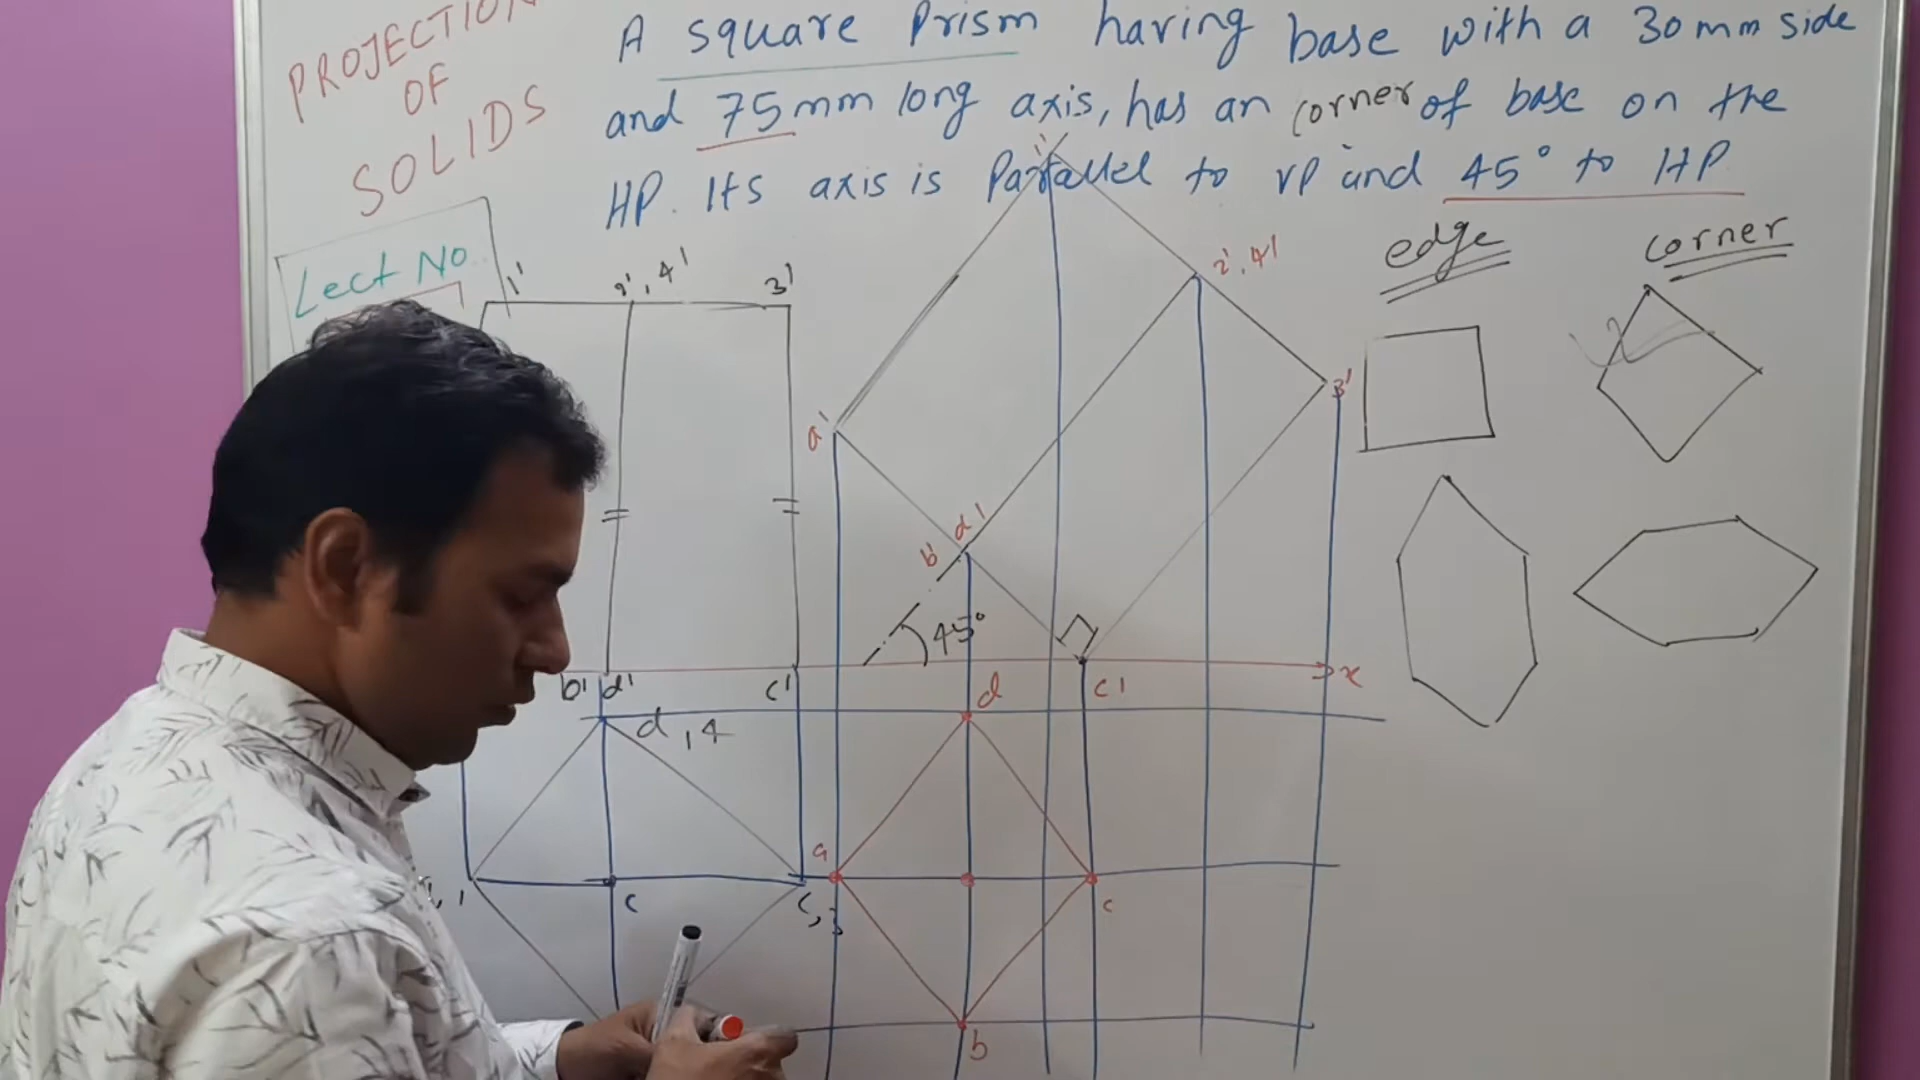 PROJECTION
OF
SOLIDS
A square Prism having base with a 30mm side
and 75mm long axis, has an corner of base on the
HP. Its axis is Parallel to VP and 45° to HP
Lect No
edge
corner
1'
2', 4'
3'
1'
2', 4'
3'
a'
b' d'
45°
b' d'
c'
c'
x
d, 4
d
a
, 1
c
c, 3
c
b